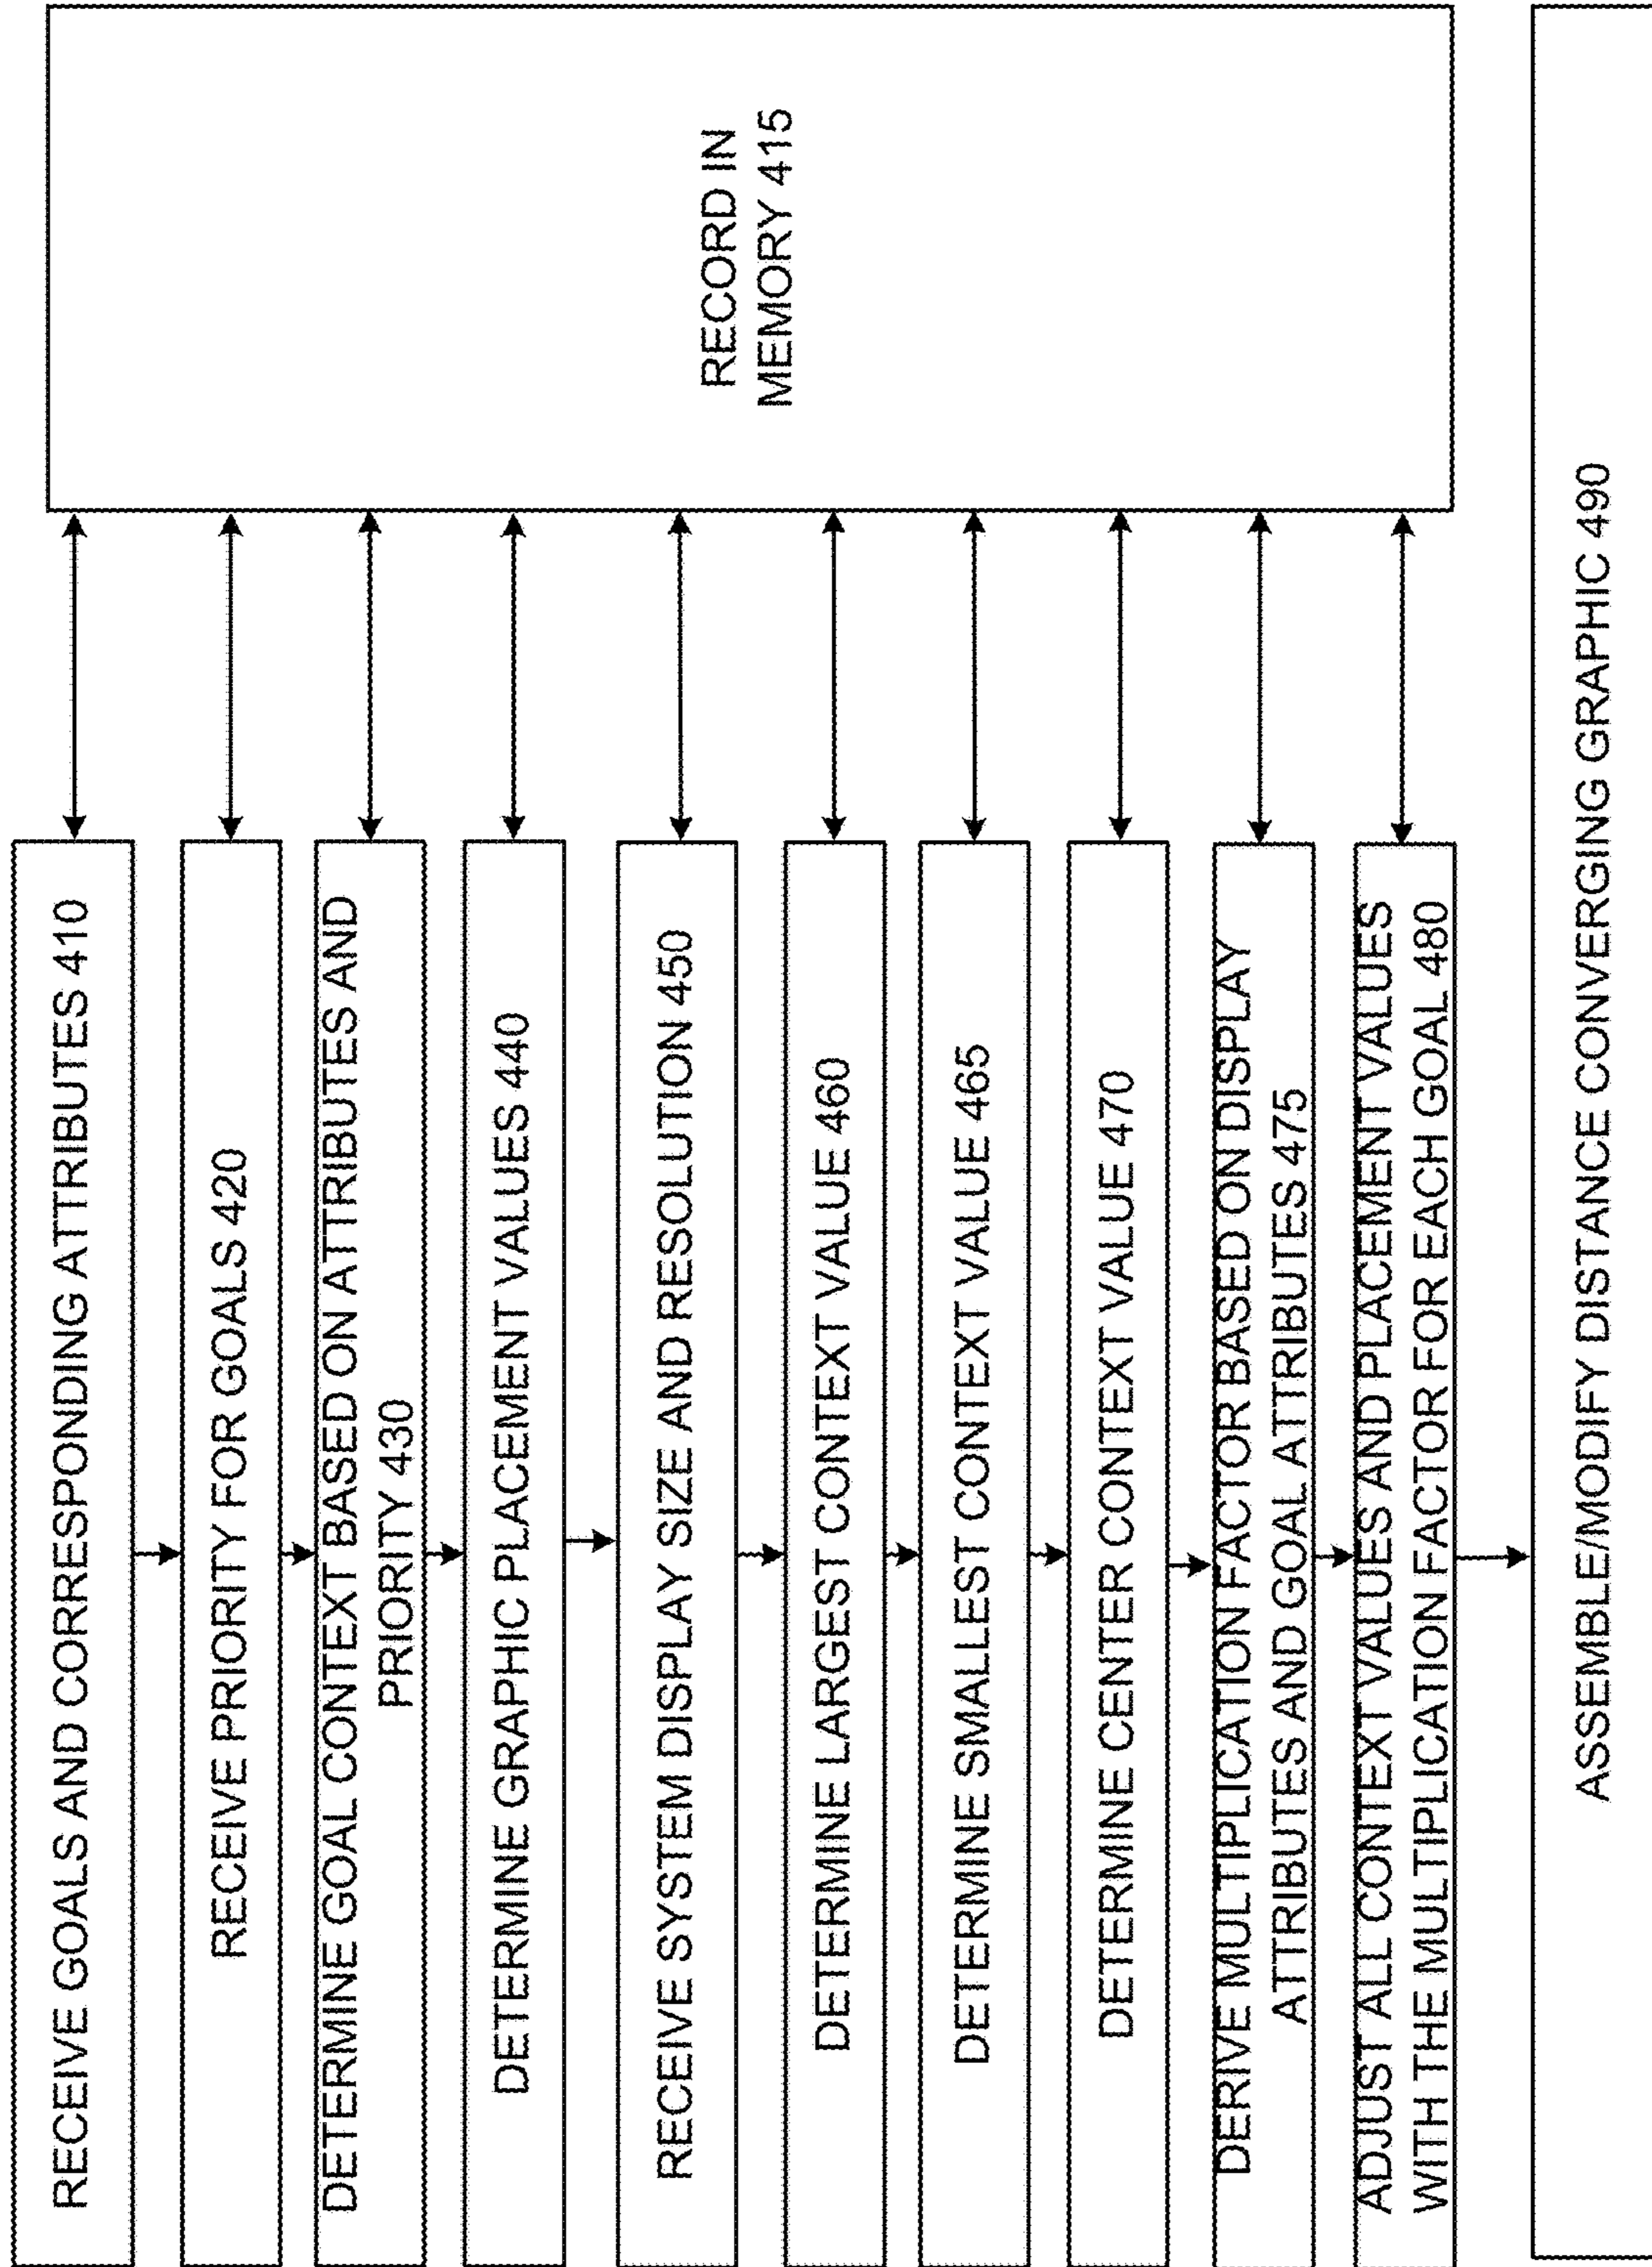 RECEIVE GOALS AND CORRESPONDING ATTRIBUTES 410
RECEIVE PRIORITY FOR GOALS 420
DETERMINE GOAL CONTEXT BASED ON ATTRIBUTES AND
PRIORITY 430
DETERMINE GRAPHIC PLACEMENT VALUES 440
RECEIVE SYSTEM DISPLAY SIZE AND RESOLUTION 450
DETERMINE LARGEST CONTEXT VALUE 460
DETERMINE SMALLEST CONTEXT VALUE 465
DETERMINE CENTER CONTEXT VALUE 470
DERIVE MULTIPLICATION FACTOR BASED ON DISPLAY
ATTRIBUTES AND GOAL ATTRIBUTES 475
ADJUST ALL CONTEXT VALUES AND PLACEMENT VALUES
WITH THE MULTIPLICATION FACTOR FOR EACH GOAL 480
RECORD IN
MEMORY 415
ASSEMBLE/MODIFY DISTANCE CONVERGING GRAPHIC 490